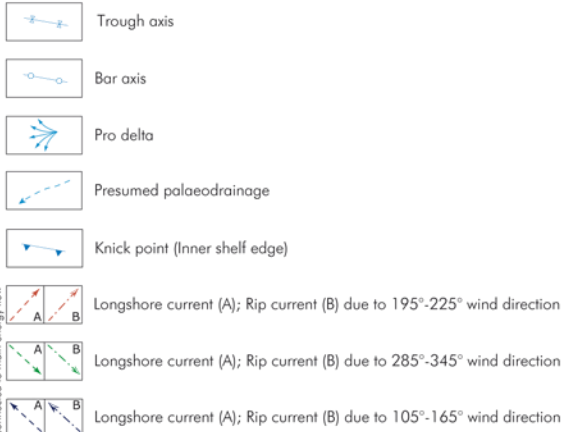 Trough axis
Bar axis
Pro delta
Presumed palaeodrainage
Knick point (Inner shelf edge)
A B Longshore current (A); Rip current (B) due to 195°-225° wind direction
A B Longshore current (A); Rip current (B) due to 285°-345° wind direction
A B Longshore current (A); Rip current (B) due to 105°-165° wind direction